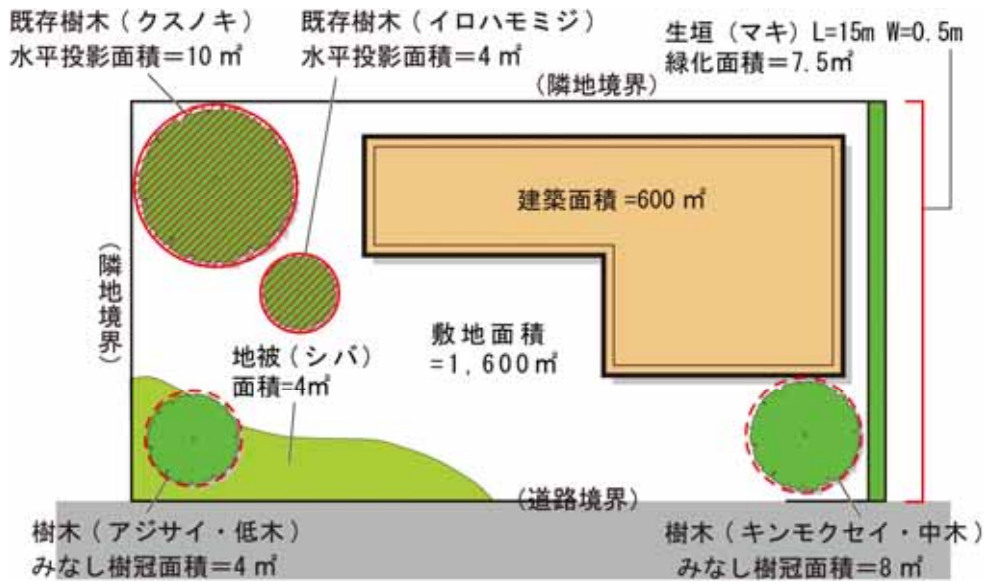 既存樹木(クスノキ)
水平投影面積=10㎡
既存樹木(イロハモミジ)
水平投影面積=4㎡
生垣(マキ)L=15m W=0.5m
緑化面積=7.5㎡
(隣地境界)
建築面積=600㎡
(隣地境界)
敷地面積
=1,600㎡
地被(シバ)
面積=4㎡
(道路境界)
樹木(アジサイ・低木)
みなし樹冠面積=4㎡
樹木(キンモクセイ・中木)
みなし樹冠面積=8㎡